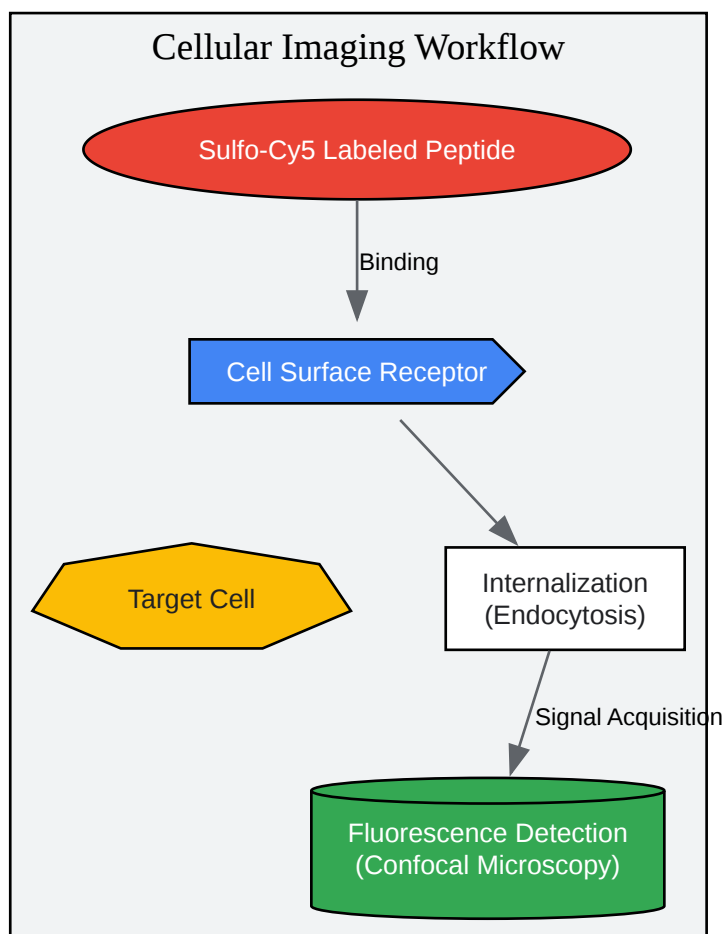 Cellular Imaging Workflow
Sulfo-Cy5 Labeled Peptide
Binding
Cell Surface Receptor
Target Cell
Internalization
(Endocytosis)
Signal Acquisition
Fluorescence Detection
(Confocal Microscopy)